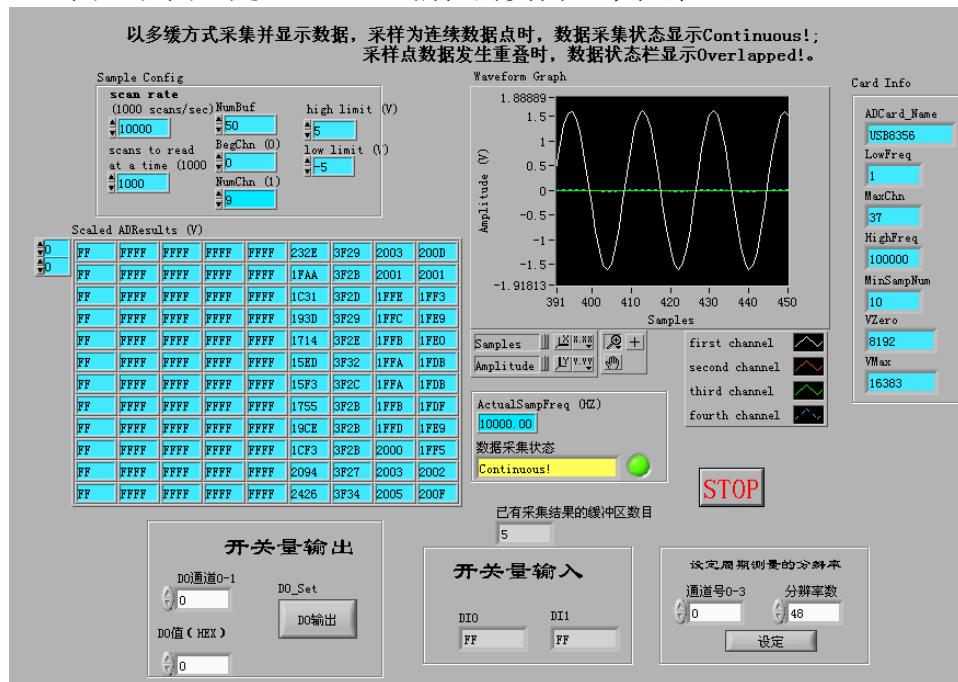 以多缓方式采集并显示数据，采样为连续数据点时，数据采集状态显示Continuous!;
采样点数据发生重叠时，数据状态栏显示Overlapped!。
Sample Config
scan rate
(1000 scans/sec)
10000
scans to read
at a time (1000
1000
NumBuf
50
BegChn (0)
0
NumChn (1)
9
high limit (V)
5
low limit (V)
-5
Waveform Graph
Amplitude (V)
1.88889
1.5
1
0.5
0
-0.5
-1
-1.5
-1.91813
391 400 410 420 430 440 450
Samples
Card Info
ADCard_Name
USB8356
LowFreq
1
MaxChn
37
HighFreq
100000
MinSampNum
10
VZero
8192
VMax
16383
Scaled ADResults (V)
0
0
FF FFFF FFFF FFFF FFFF 232E 3F29 2003 200D
FF FFFF FFFF FFFF FFFF 1FAA 3F2B 2001 2001
FF FFFF FFFF FFFF FFFF 1C31 3F2D 1FFE 1FF3
FF FFFF FFFF FFFF FFFF 193D 3F29 1FFC 1FE9
FF FFFF FFFF FFFF FFFF 1714 3F2E 1FFB 1FE0
FF FFFF FFFF FFFF FFFF 15ED 3F32 1FFA 1FDB
FF FFFF FFFF FFFF FFFF 15F3 3F2C 1FFA 1FDB
FF FFFF FFFF FFFF FFFF 1755 3F2B 1FFB 1FDF
FF FFFF FFFF FFFF FFFF 19CE 3F2B 1FFD 1FE9
FF FFFF FFFF FFFF FFFF 1CF3 3F2B 2000 1FF5
FF FFFF FFFF FFFF FFFF 2094 3F27 2003 2002
FF FFFF FFFF FFFF FFFF 2426 3F34 2005 200F
Samples
Amplitude
first channel
second channel
third channel
fourth channel
ActualSampFreq (HZ)
10000.00
数据采集状态
Continuous!
STOP
已有采集结果的缓冲区数目
5
开关量输出
DO通道0-1
0
DO值(HEX)
0
DO_Set
DO输出
开关量输入
DI0
FF
DI1
FF
设定周期测量的分辨率
通道号0-3
0
分辨率数
48
设定